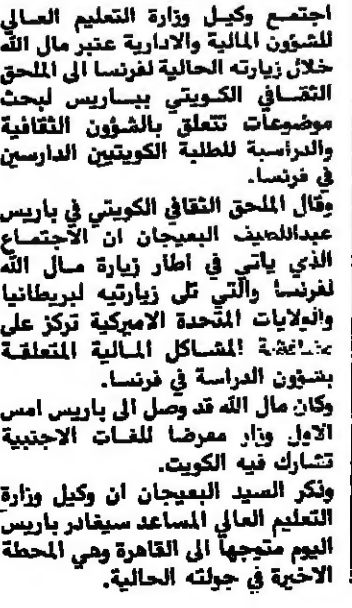 اجتمع وكيل وزارة التعليم العالي
للشؤون المالية والادارية عنبر مال الله
خلال زيارته الحالية لفرنسا الى الملحق
الثقافي الكويتي بباريس لبحث
موضوعات تتعلق بالشؤون الثقافية
والدراسية للطلبة الكويتيين الدارسين
في فرنسا.
وقال الملحق الثقافي الكويتي في باريس
عبداللطيف البعيجان ان الاجتماع
الذي ياتي في اطار زيارة مال الله
لفرنسا والتي تلى زيارتيه لبريطانيا
والولايات المتحدة الاميركية تركز على
مناقشة المشاكل المالية المتعلقة
بشؤون الدراسة في فرنسا.
وكان مال الله قد وصل الى باريس امس
الاول وزار معرضا للغات الاجنبية
تشارك فيه الكويت.
وذكر السيد البعيجان ان وكيل وزارة
التعليم العالي المساعد سيغادر باريس
اليوم متوجها الى القاهرة وهي المحطة
الاخيرة في جولته الحالية.